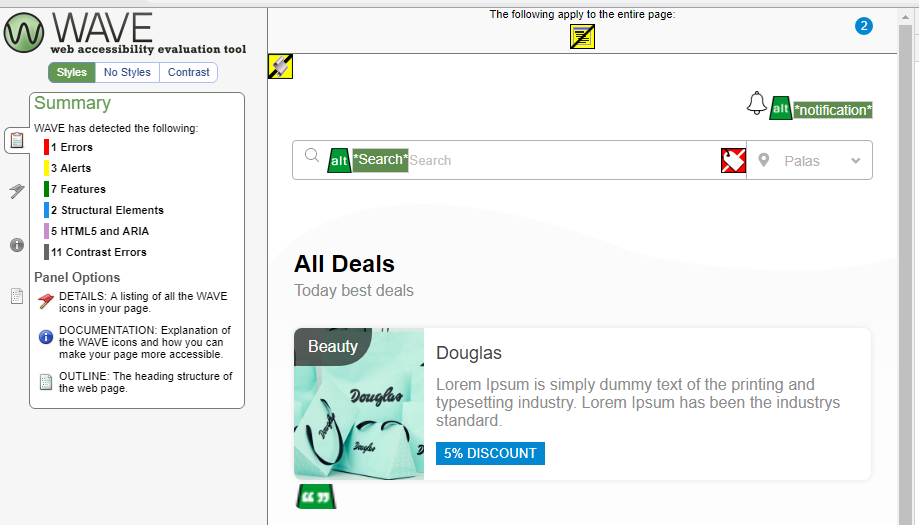 WAVE
web accessibility evaluation tool
Styles No Styles Contrast
Summary
WAVE has detected the following:
1 Errors
3 Alerts
7 Features
2 Structural Elements
5 HTML5 and ARIA
11 Contrast Errors
Panel Options
DETAILS: A listing of all the WAVE
icons in your page.
DOCUMENTATION: Explanation of
the WAVE icons and how you can
make your page more accessible.
OUTLINE: The heading structure of
the web page.
The following apply to the entire page:
2
alt *notification*
alt *Search* Search
Palas
All Deals
Today best deals
Beauty
Douglas
Douglas
Douglas
Lorem Ipsum is simply dummy text of the printing and
typesetting industry. Lorem Ipsum has been the industrys
standard.
5% DISCOUNT